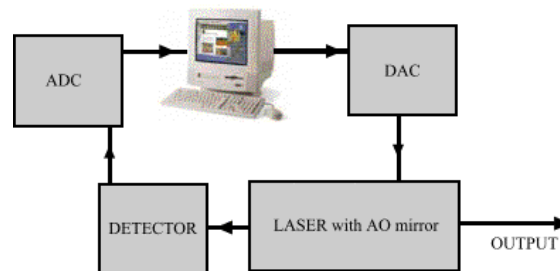 ADC
DAC
DETECTOR
LASER with AO mirror
OUTPUT